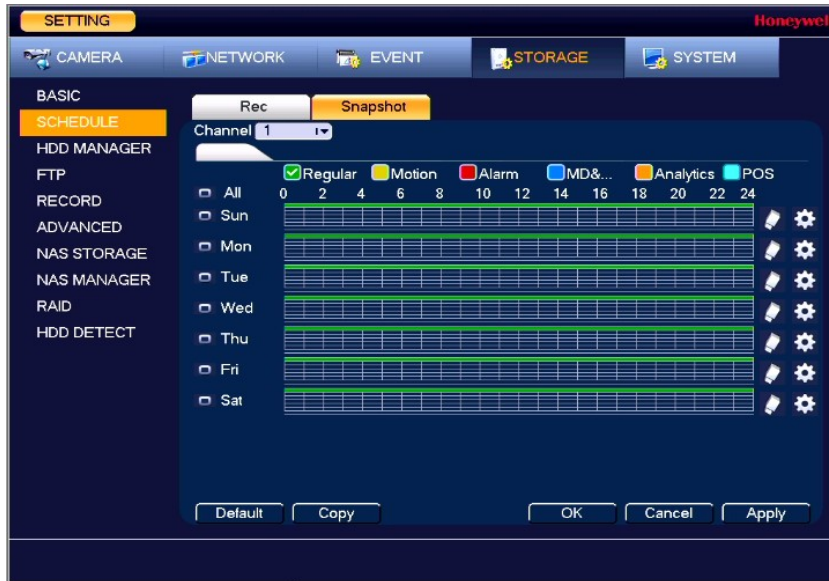 SETTING
Honeywel
CAMERA NETWORK EVENT STORAGE SYSTEM
BASIC
SCHEDULE
HDD MANAGER
FTP
RECORD
ADVANCED
NAS STORAGE
NAS MANAGER
RAID
HDD DETECT
Rec Snapshot
Channel 1
Regular Motion Alarm MD&... Analytics POS
All 0 2 4 6 8 10 12 14 16 18 20 22 24
Sun
Mon
Tue
Wed
Thu
Fri
Sat
Default Copy OK Cancel Apply